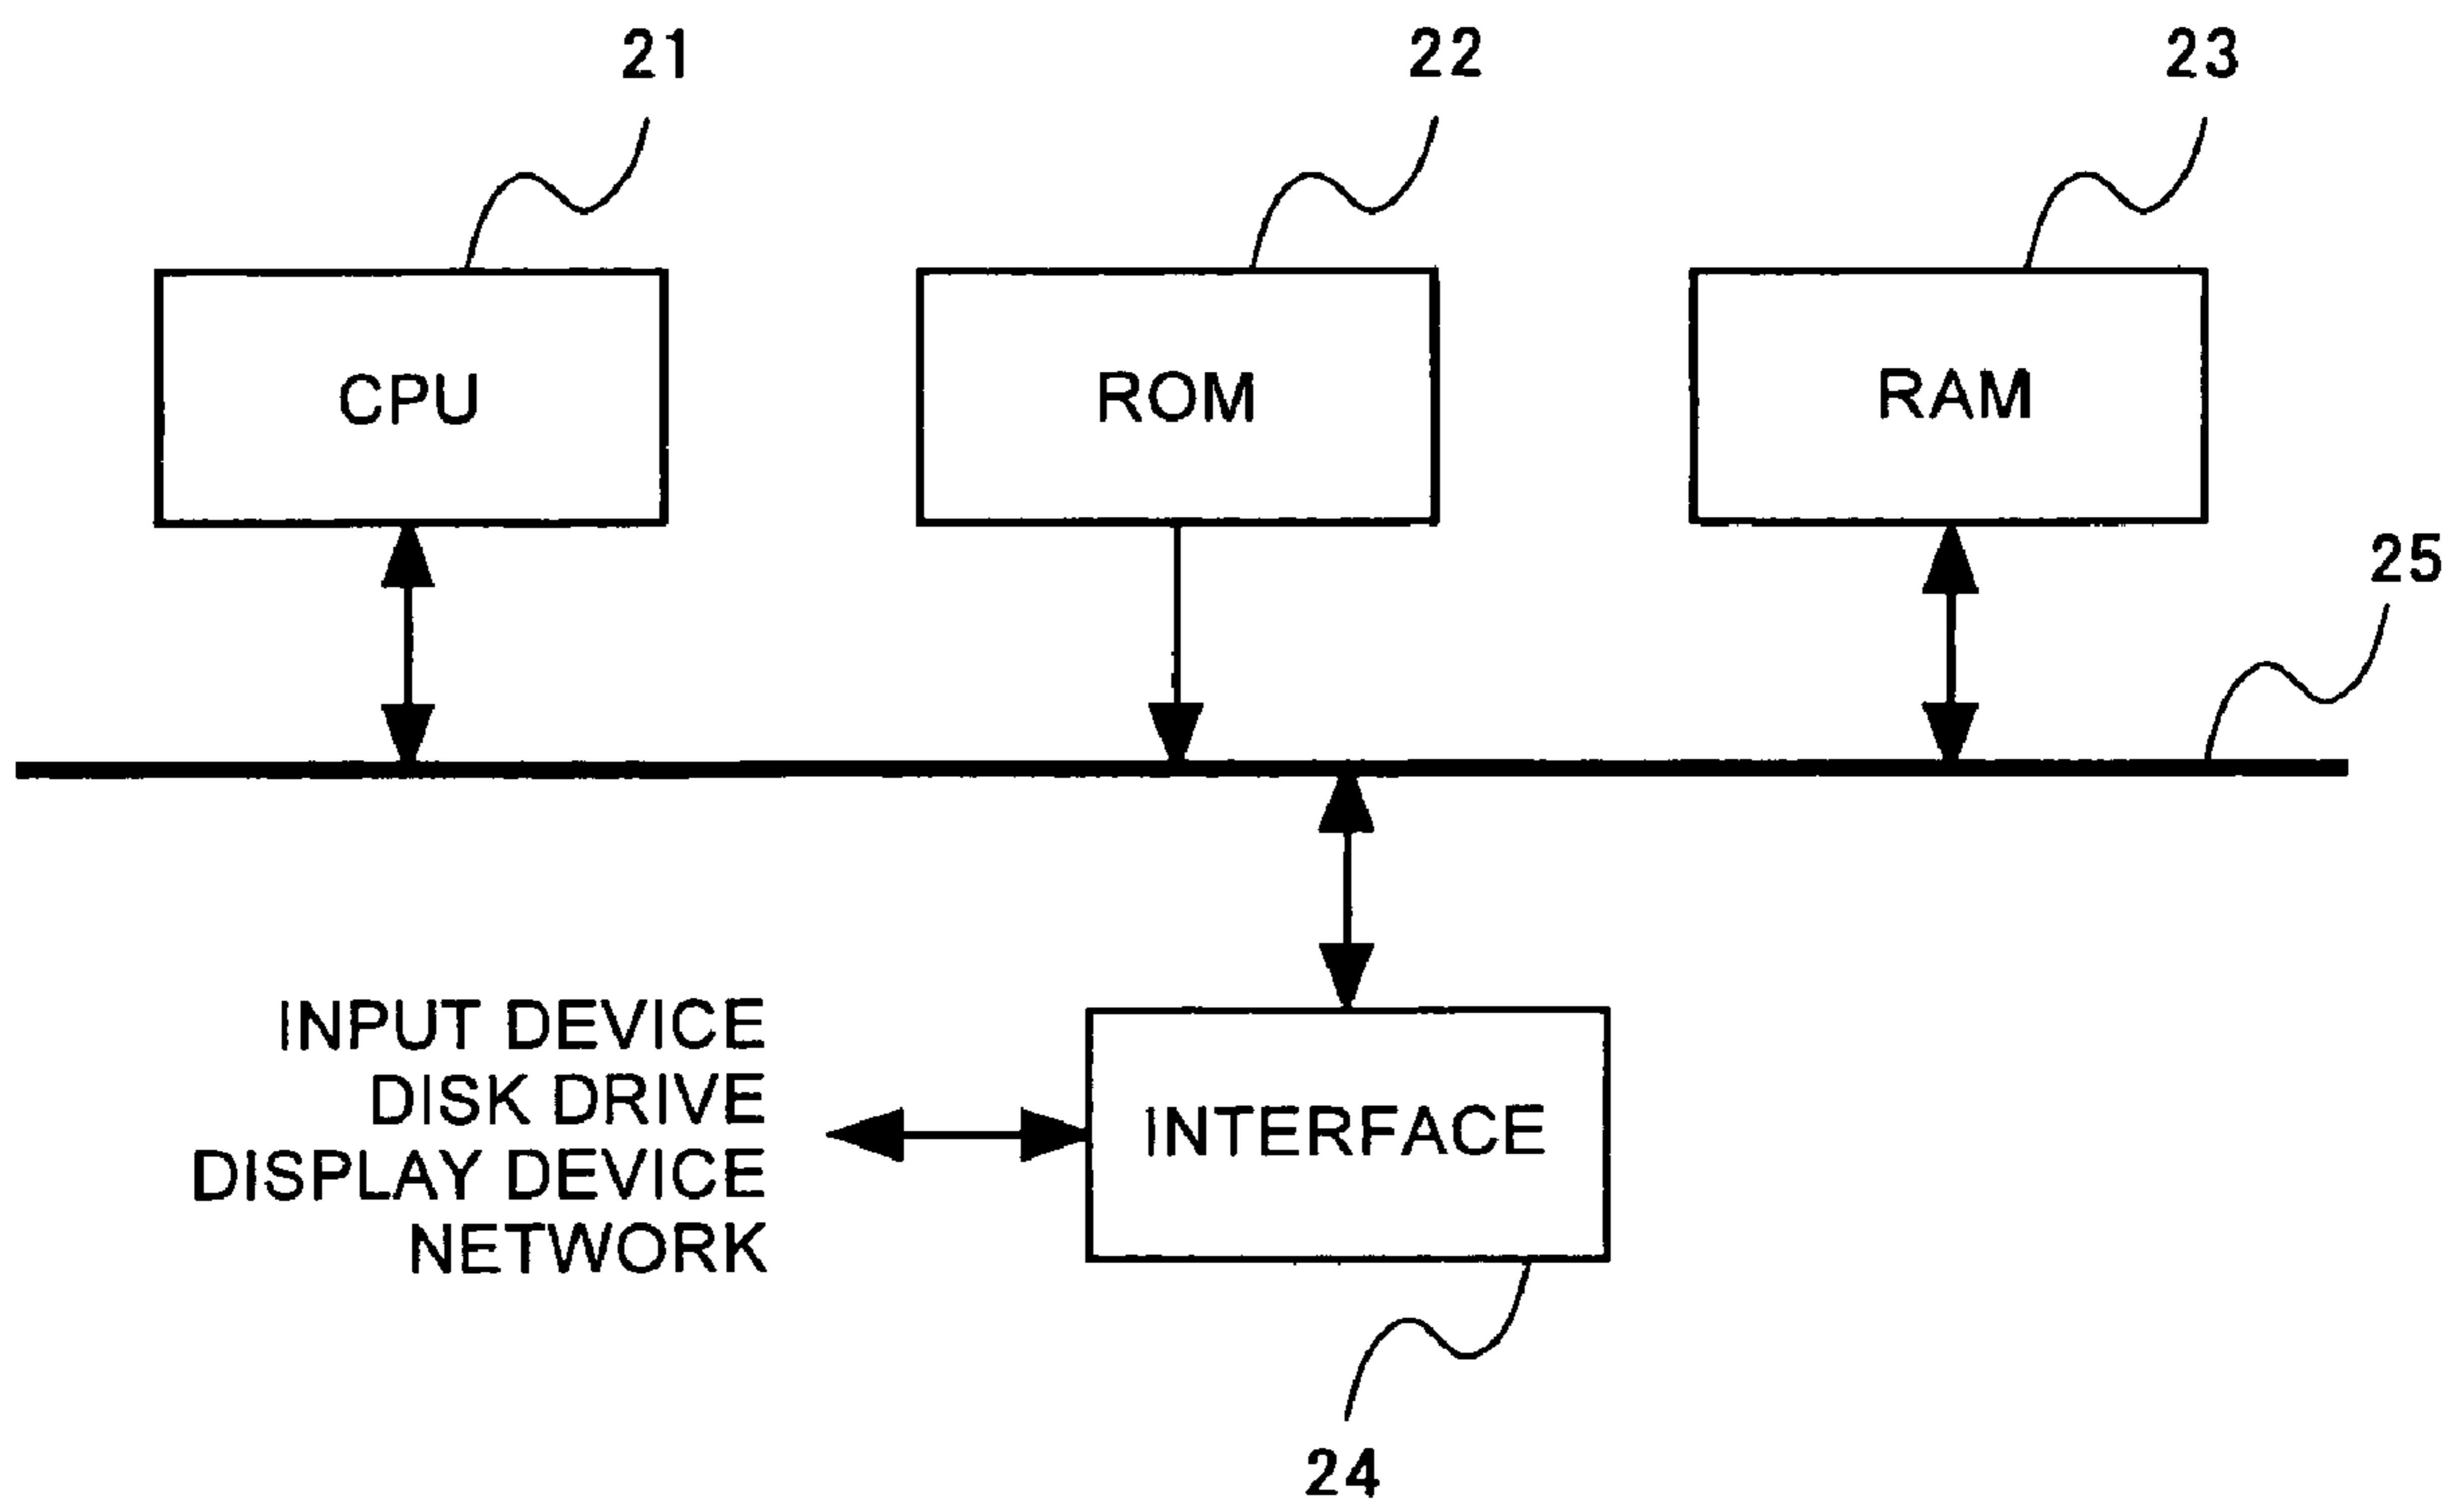 21
22
23
CPU
ROM
RAM
25
INPUT DEVICE
DISK DRIVE
DISPLAY DEVICE
NETWORK
INTERFACE
24